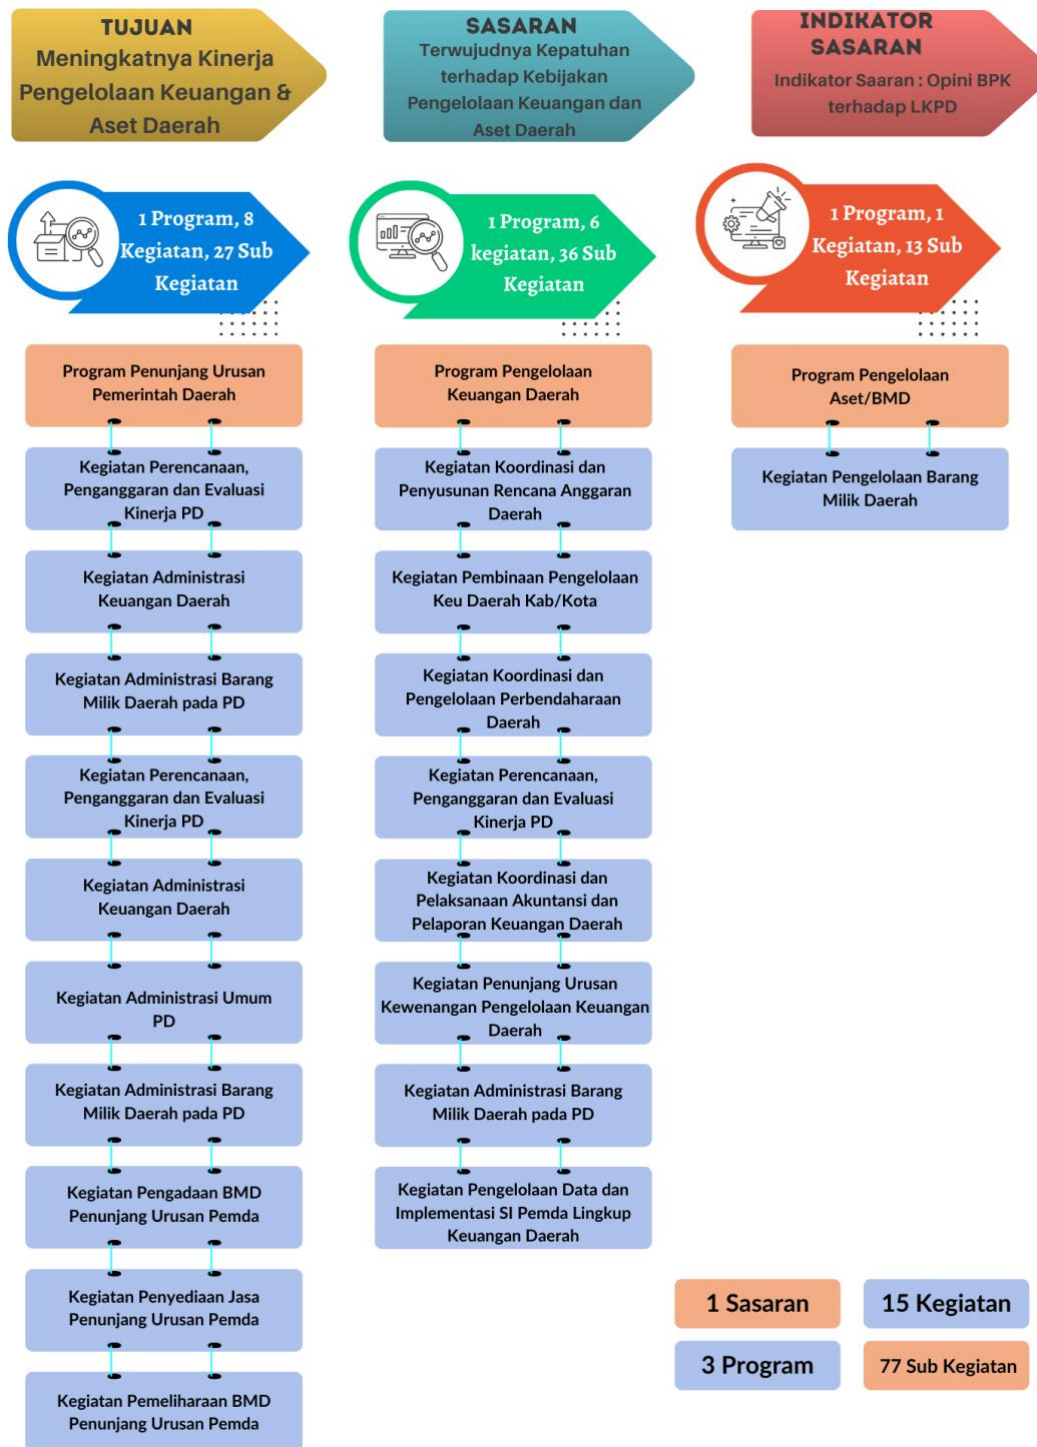 TUJUAN
Meningkatnya Kinerja
Pengelolaan Keuangan &
Aset Daerah
SASARAN
Terwujudnya Kepatuhan
terhadap Kebijakan
Pengelolaan Keuangan dan
Aset Daerah
INDIKATOR
SASARAN
Indikator Saaran : Opini BPK
terhadap LKPD
1 Program, 8
Kegiatan, 27 Sub
Kegiatan
1 Program, 6
kegiatan, 36 Sub
Kegiatan
1 Program, 1
Kegiatan, 13 Sub
Kegiatan
Program Penunjang Urusan
Pemerintah Daerah
Kegiatan Perencanaan,
Penganggaran dan Evaluasi
Kinerja PD
Kegiatan Administrasi
Keuangan Daerah
Kegiatan Administrasi Barang
Milik Daerah pada PD
Kegiatan Perencanaan,
Penganggaran dan Evaluasi
Kinerja PD
Kegiatan Administrasi
Keuangan Daerah
Kegiatan Administrasi Umum
PD
Kegiatan Administrasi Barang
Milik Daerah pada PD
Kegiatan Pengadaan BMD
Penunjang Urusan Pemda
Kegiatan Penyediaan Jasa
Penunjang Urusan Pemda
Kegiatan Pemeliharaan BMD
Penunjang Urusan Pemda
Program Pengelolaan
Keuangan Daerah
Kegiatan Koordinasi dan
Penyusunan Rencana Anggaran
Daerah
Kegiatan Pembinaan Pengelolaan
Keu Daerah Kab/Kota
Kegiatan Koordinasi dan
Pengelolaan Perbendaharaan
Daerah
Kegiatan Perencanaan,
Penganggaran dan Evaluasi
Kinerja PD
Kegiatan Koordinasi dan
Pelaksanaan Akuntansi dan
Pelaporan Keuangan Daerah
Kegiatan Penunjang Urusan
Kewenangan Pengelolaan Keuangan
Daerah
Kegiatan Administrasi Barang
Milik Daerah pada PD
Kegiatan Pengelolaan Data dan
Implementasi SI Pemda Lingkup
Keuangan Daerah
Program Pengelolaan
Aset/BMD
Kegiatan Pengelolaan Barang
Milik Daerah
1 Sasaran
15 Kegiatan
3 Program
77 Sub Kegiatan